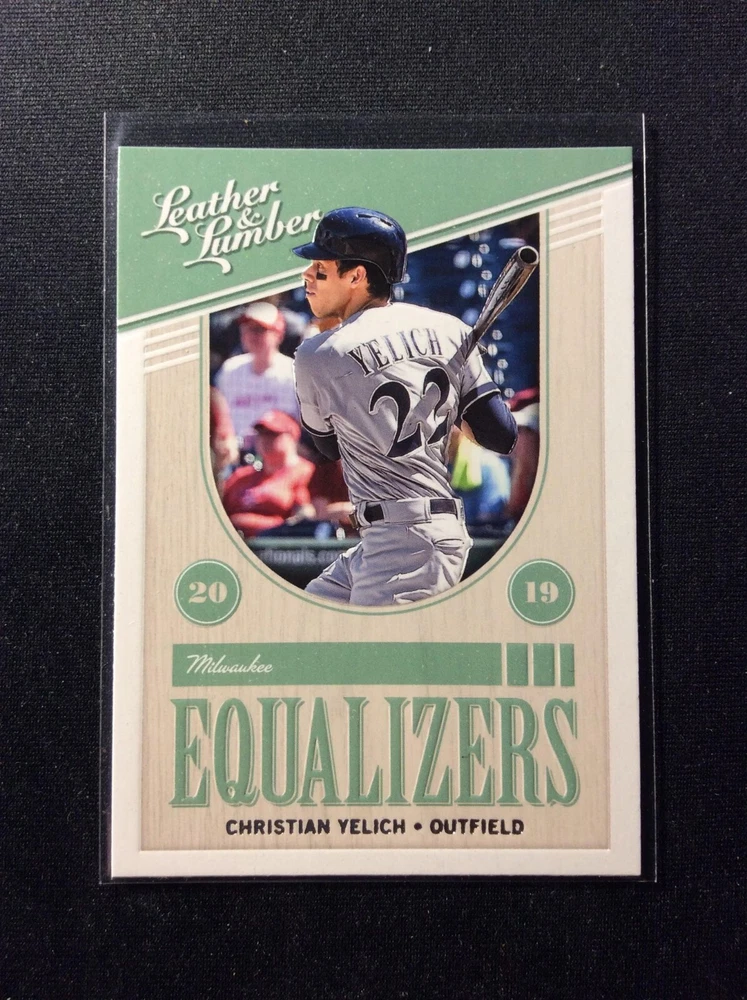 Leather
&
Lumber
YELICH
22
20
19
Milwaukee
EQUALIZERS
CHRISTIAN YELICH • OUTFIELD